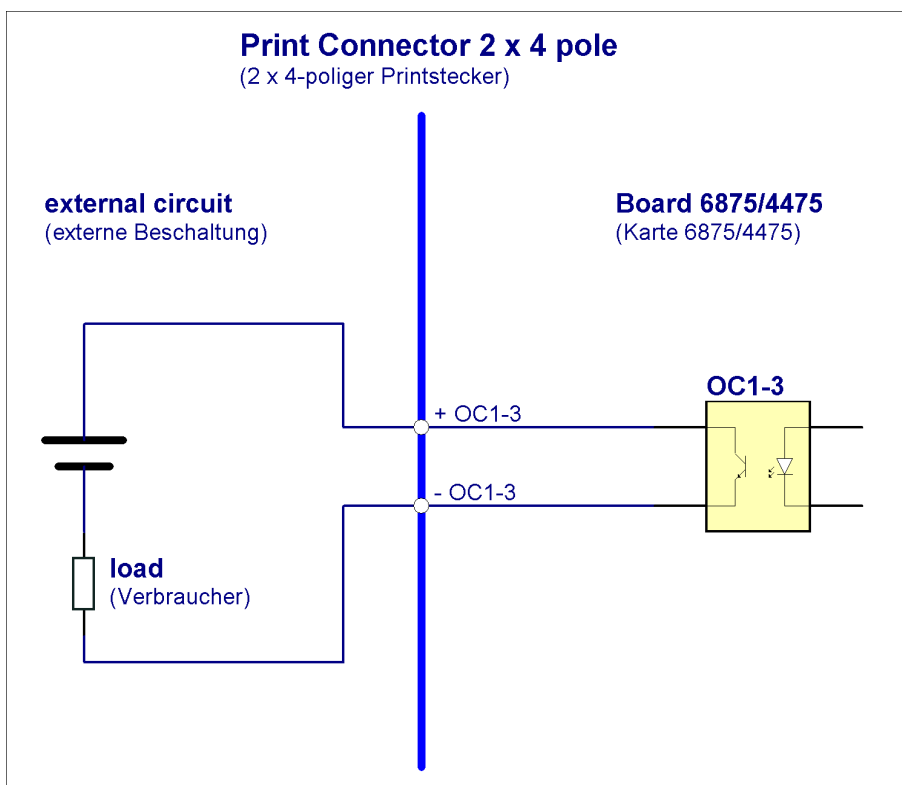 Print Connector 2 x 4 pole
(2 x 4-poliger Printstecker)
external circuit
(externe Beschaltung)
Board 6875/4475
(Karte 6875/4475)
OC1-3
+ OC1-3
- OC1-3
load
(Verbraucher)